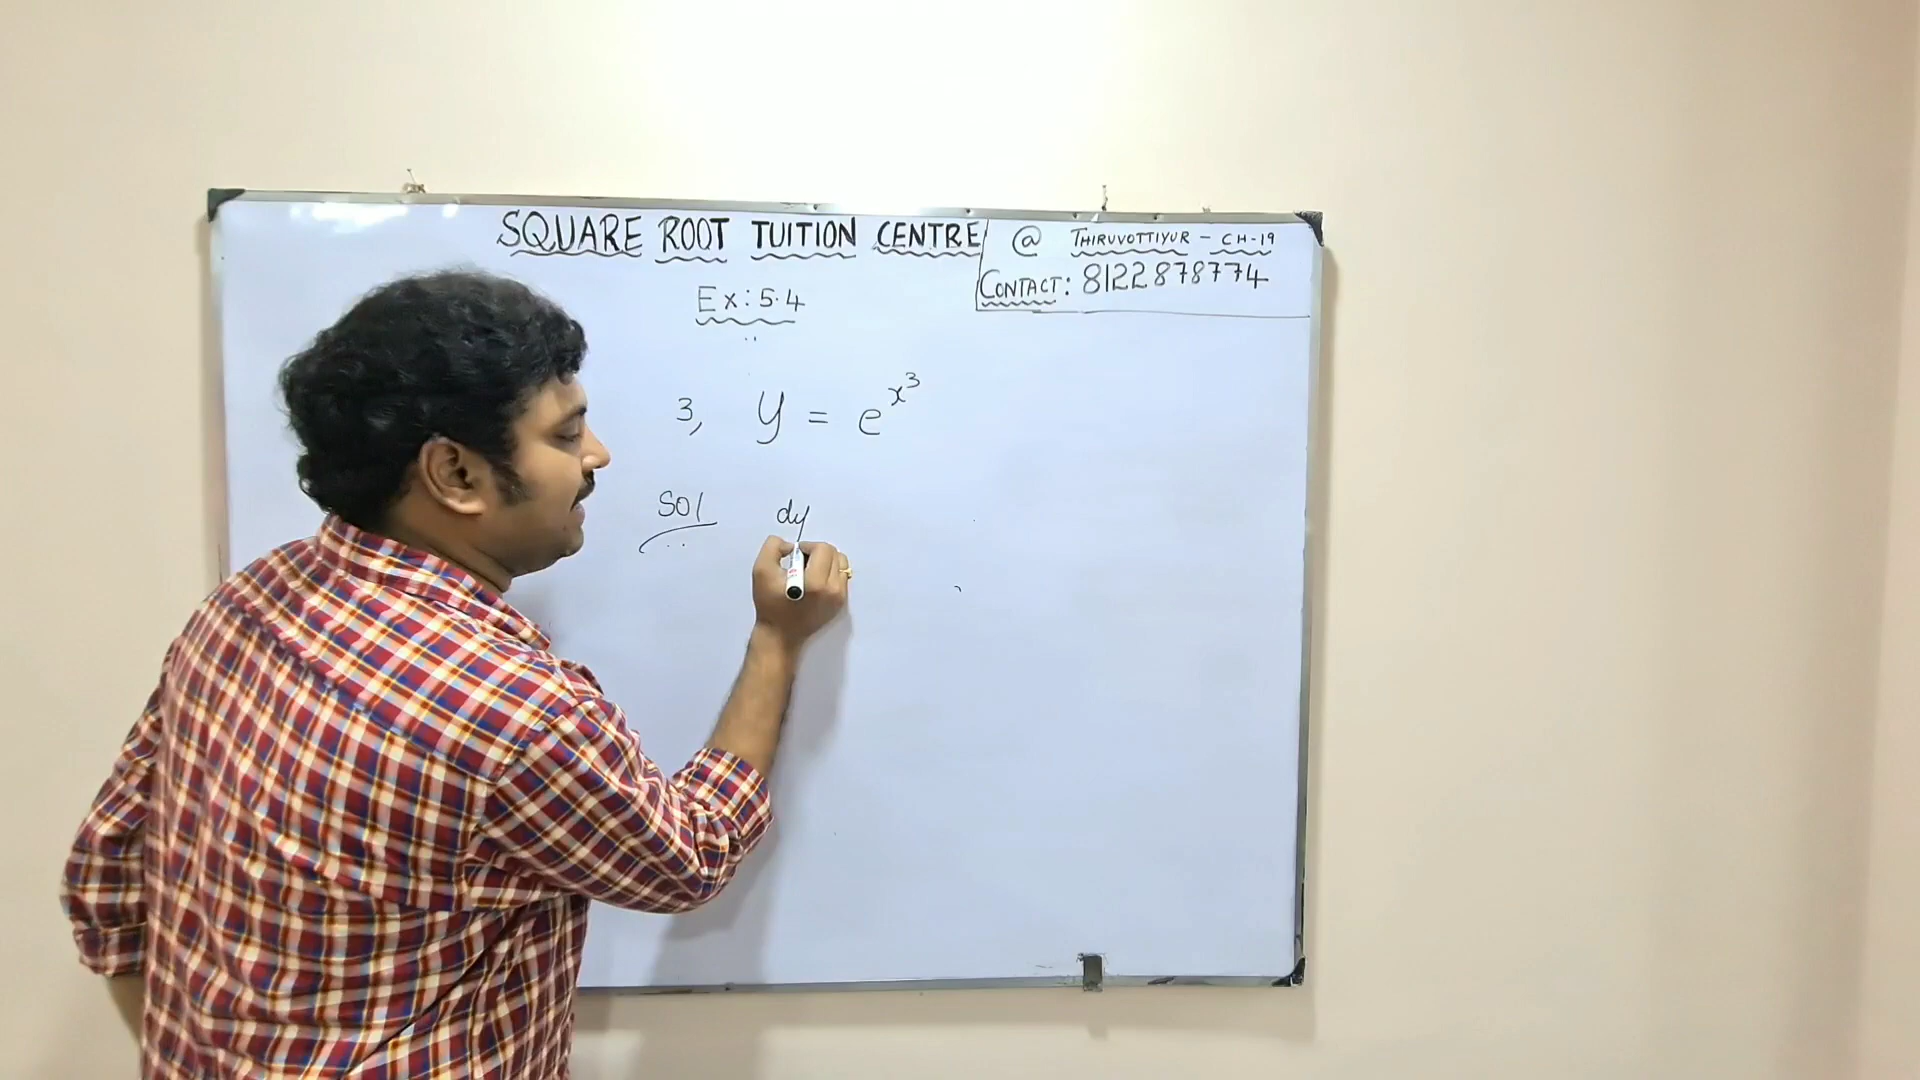 SQUARE ROOT TUITION CENTRE @ THIRUVOTTIYUR - CH-19
CONTACT: 8122878774
Ex: 5.4
3, y = e^x^3
Sol dy